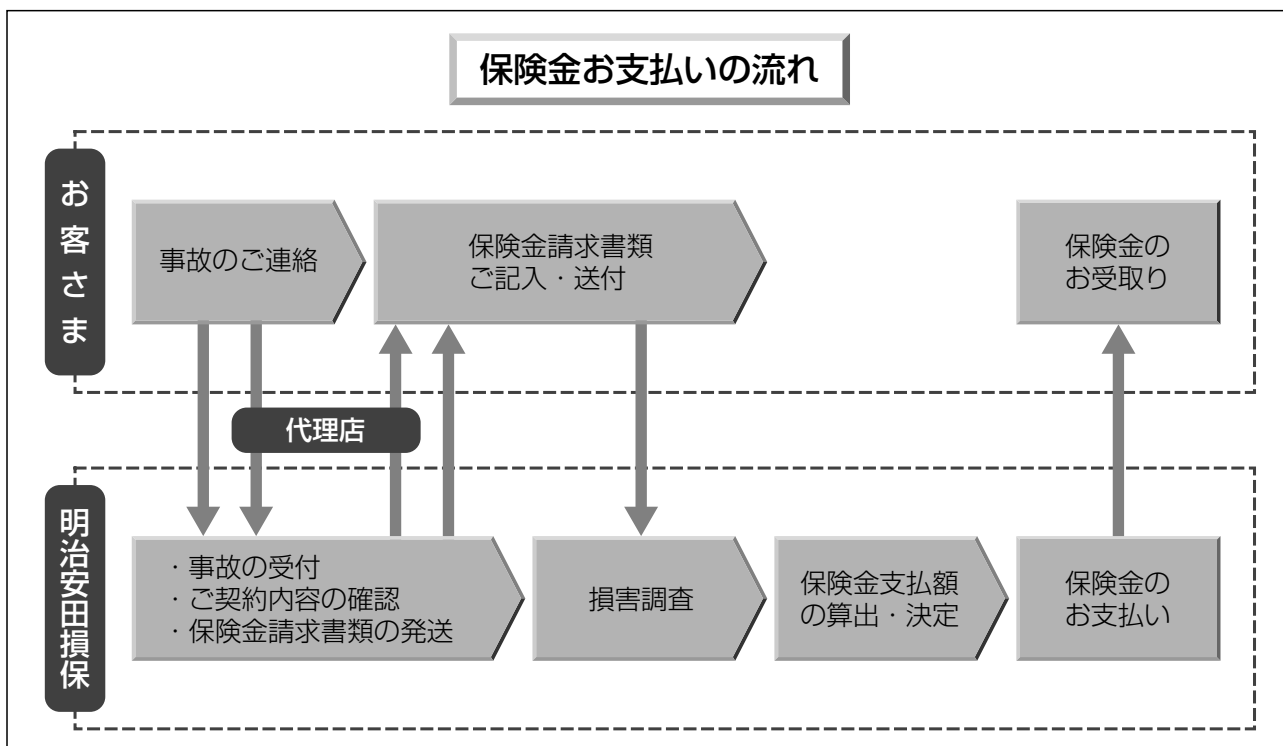 保険金お支払いの流れ
お客さま
事故のご連絡
保険金請求書類
ご記入・送付
保険金の
お受取り
代理店
明治安田損保
・事故の受付
・ご契約内容の確認
・保険金請求書類の発送
損害調査
保険金支払額
の算出・決定
保険金の
お支払い